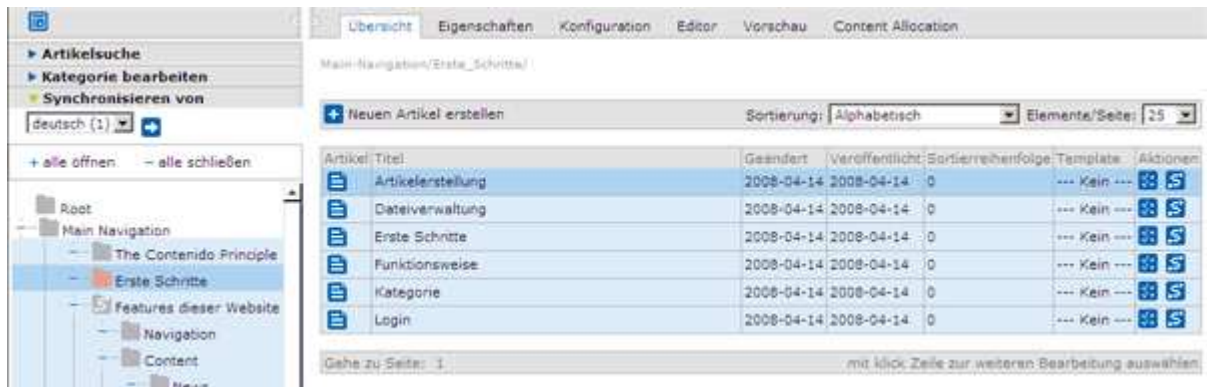 Artikelsuche
Kategorie bearbeiten
Synchronisieren von
deutsch (1)
+ alle öffnen − alle schließen
Root
Main Navigation
The Contenido Principle
Erste Schritte
Features dieser Website
Navigation
Content
News
Übersicht Eigenschaften Konfiguration Editor Vorschau Content Allocation
Main-Navigation/Erste_Schritte/
Neuen Artikel erstellen Sortierung: Alphabetisch Elemente/Seite: 25
Artikel Titel Geändert Veröffentlicht Sortierreihenfolge Template Aktionen
Artikelerstellung 2008-04-14 2008-04-14 0 --- Kein ---
Dateiverwaltung 2008-04-14 2008-04-14 0 --- Kein ---
Erste Schritte 2008-04-14 2008-04-14 0 --- Kein ---
Funktionsweise 2008-04-14 2008-04-14 0 --- Kein ---
Kategorie 2008-04-14 2008-04-14 0 --- Kein ---
Login 2008-04-14 2008-04-14 0 --- Kein ---
Gehe zu Seite: 1 mit klick Zeile zur weiteren Bearbeitung auswählen